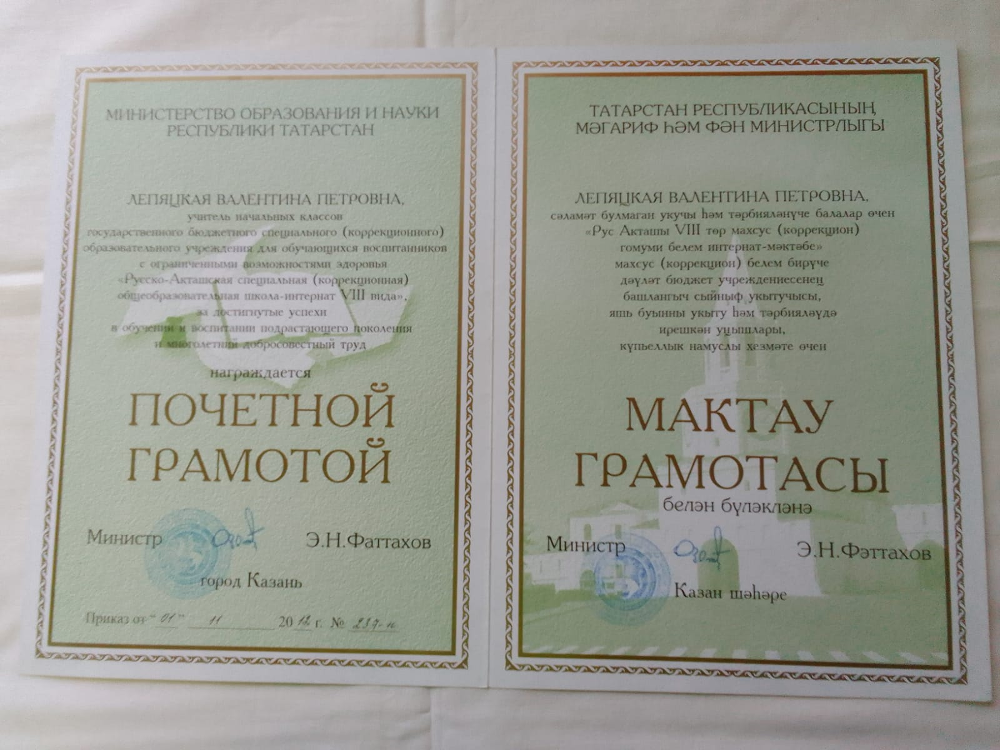 МИНИСТЕРСТВО ОБРАЗОВАНИЯ И НАУКИ
РЕСПУБЛИКИ ТАТАРСТАН
ЛЕПЯЦКАЯ ВАЛЕНТИНА ПЕТРОВНА,
учитель начальных классов
государственного бюджетного специального (коррекционного)
образовательного учреждения для обучающихся воспитанников
с ограниченными возможностями здоровья
«Русско-Акташская специальная (коррекционная)
общеобразовательная школа-интернат VIII вида»,
за достигнутые успехи
в обучении и воспитании подрастающего поколения
и многолетний добросовестный труд
награждается
ПОЧЕТНОЙ
ГРАМОТОЙ
Министр Э.Н.Фаттахов
город Казань
Приказ от "01" 11 2012 г. № 237-н
ТАТАРСТАН РЕСПУБЛИКАСЫНЫҢ
МӘГАРИФ ҺӘМ ФӘН МИНИСТРЛЫГЫ
ЛЕПЯЦКАЯ ВАЛЕНТИНА ПЕТРОВНА,
сәламәт булмаган укучы һәм тәрбияләнүче балалар өчен
«Рус Акташы VIII төр махсус (коррекцион)
гомуми белем интернат-мәктәбе»
махсус (коррекцион) белем бирүче
дәүләт бюджет учреждениесенең
башлангыч сыйныф укытучысы,
яшь буынны укыту һәм тәрбияләүдә
ирешкән уңышлары,
күпьеллык намуслы хезмәте өчен
МАКТАУ
ГРАМОТАСЫ
белән бүләкләнә
Министр Э.Н.Фәттахов
Казан шәһәре